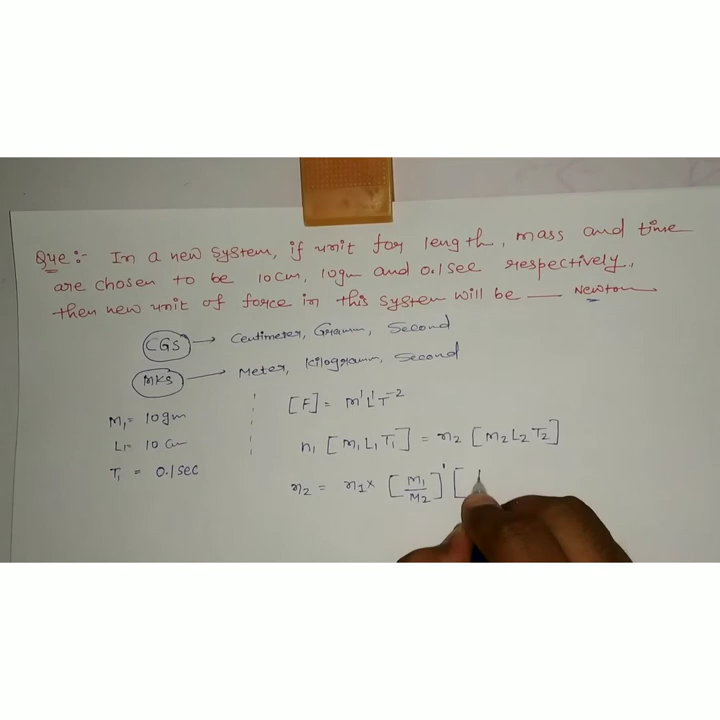 Que :- In a new system, if unit for length, mass and time
are chosen to be 10cm, 10gm and 0.1sec respectively,
then new unit of force in this system will be — Newton
CGS → Centimeter, Gramm, Second
MKS → Meter, Kilogramm, Second
M₁= 10gm
L₁= 10 cm
T₁ = 0.1sec
[F] = M¹L¹T⁻²
n₁ [M₁L₁T₁] = n₂ [M₂L₂T₂]
n₂ = n₁× [M₁/M₂]¹ [